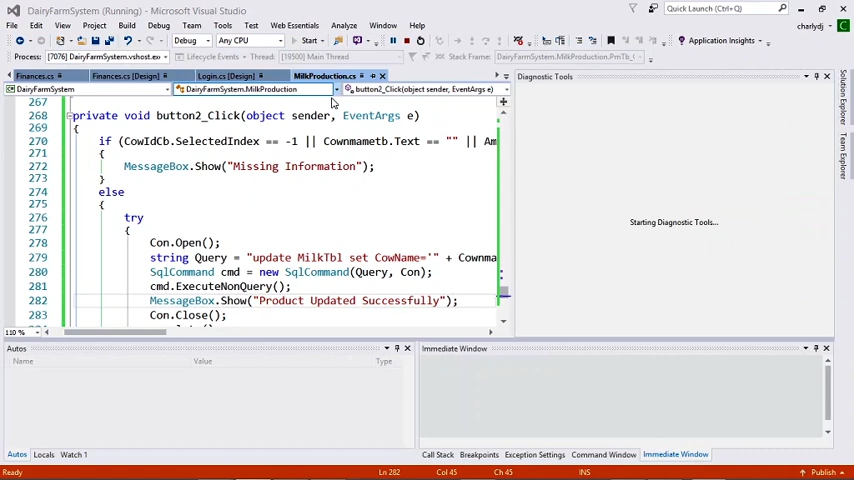 DairyFarmSystem (Running) - Microsoft Visual Studio
Quick Launch (Ctrl+Q)
File Edit View Project Build Debug Team Tools Test Web Essentials Analyze Window Help
charlydj
Debug Any CPU Start Application Insights
Process: [7076] DairyFarmSystem.vshost.ex Lifecycle Events Thread: [19500] Main Thread Stack Frame: DairyFarmSystem.MilkProduction.PmTb_
Finances.cs Finances.cs [Design] Login.cs [Design] MilkProduction.cs
DairyFarmSystem DairyFarmSystem.MilkProduction button2_Click(object sender, EventArgs e)
267
268 private void button2_Click(object sender, EventArgs e)
269 {
270 if (CowIdCb.SelectedIndex == -1 || Cownmametb.Text == "" || Am
271 {
272 MessageBox.Show("Missing Information");
273 }
274 else
275 {
276 try
277 {
278 Con.Open();
279 string Query = "update MilkTbl set CowName='" + Cownma
280 SqlCommand cmd = new SqlCommand(Query, Con);
281 cmd.ExecuteNonQuery();
282 MessageBox.Show("Product Updated Successfully");
283 Con.Close();
110 %
Diagnostic Tools
Starting Diagnostic Tools...
Solution Explorer
Team Explorer
Autos
Name Value Type
Immediate Window
Autos Locals Watch 1
Call Stack Breakpoints Exception Settings Command Window Immediate Window
Ready Ln 282 Col 45 Ch 45 INS Publish